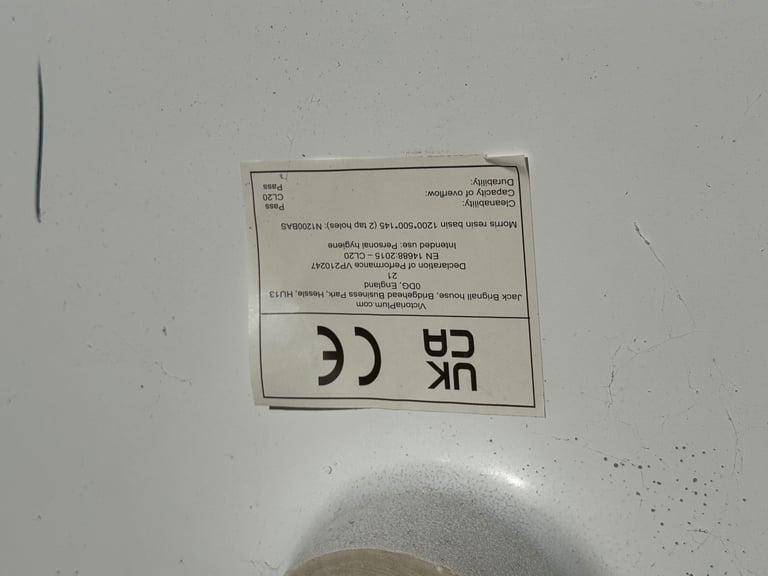 UK
CA CE
VictoriaPlum.com
Jack Brignall house, Bridgehead Business Park, Hessle, HU13
0DG, England
21
Declaration of Performance VP210247
EN 14688:2015 – CL20
Intended use: Personal hygiene
Morris resin basin 1200*500*145 (2 tap holes): N1200BAS
Cleanability: Pass
Capacity of overflow: CL20
Durability: Pass